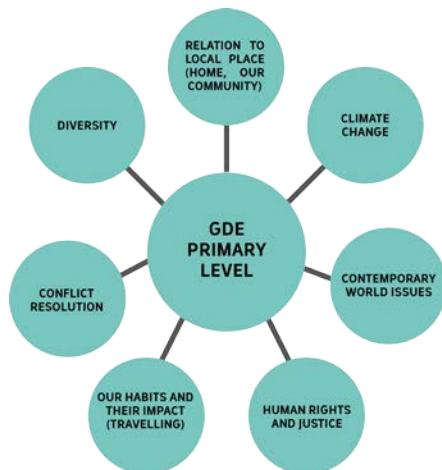 RELATION TO
LOCAL PLACE
(HOME, OUR
COMMUNITY)
DIVERSITY
CLIMATE
CHANGE
GDE
PRIMARY
LEVEL
CONFLICT
RESOLUTION
CONTEMPORARY
WORLD ISSUES
OUR HABITS AND
THEIR IMPACT
(TRAVELLING)
HUMAN RIGHTS
AND JUSTICE